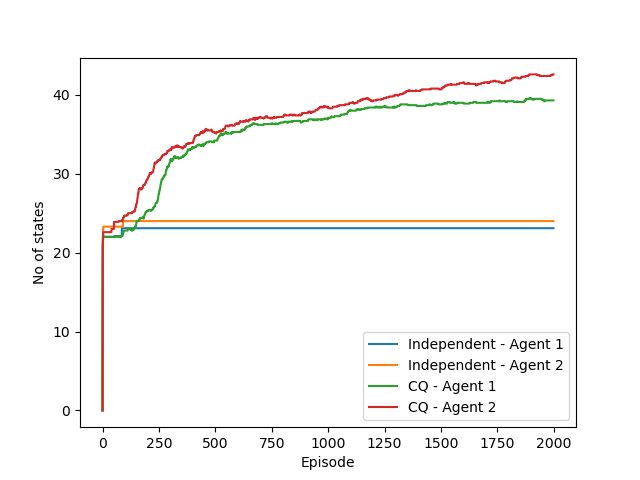 40
30
20
10
0
No of states
0 250 500 750 1000 1250 1500 1750 2000
Episode
Independent - Agent 1
Independent - Agent 2
CQ - Agent 1
CQ - Agent 2